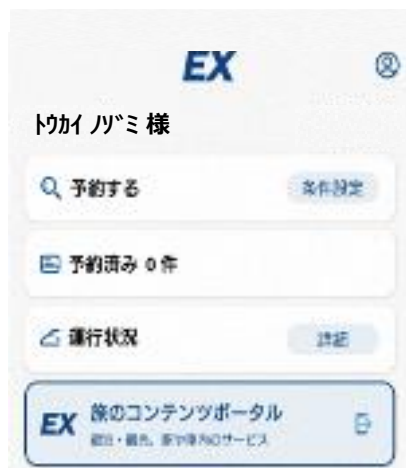 EX
ﾄｳｶｲ ﾉｿﾞﾐ 様
予約する
条件設定
予約済み 0 件
運行状況
詳細
EX 旅のコンテンツポータル